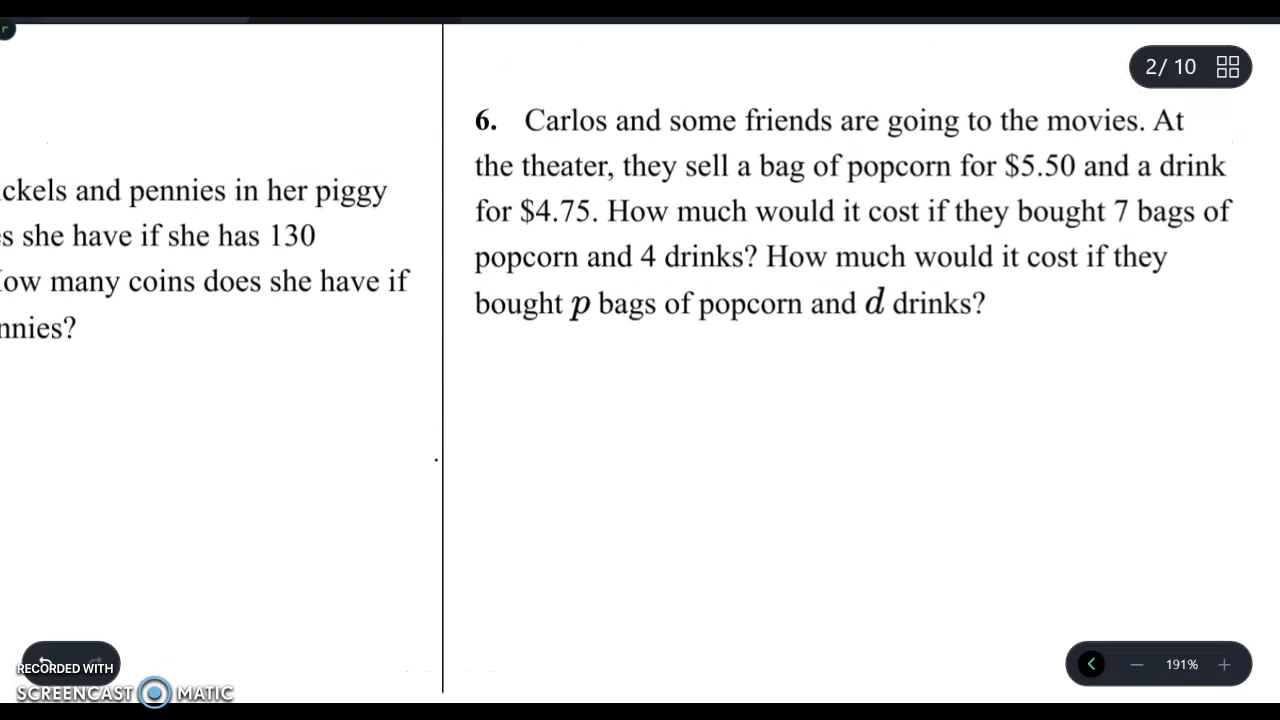 r
2/ 10
ckels and pennies in her piggy
s she have if she has 130
ow many coins does she have if
nnies?
6. Carlos and some friends are going to the movies. At
the theater, they sell a bag of popcorn for $5.50 and a drink
for $4.75. How much would it cost if they bought 7 bags of
popcorn and 4 drinks? How much would it cost if they
bought p bags of popcorn and d drinks?
RECORDED WITH
SCREENCAST MATIC
191%